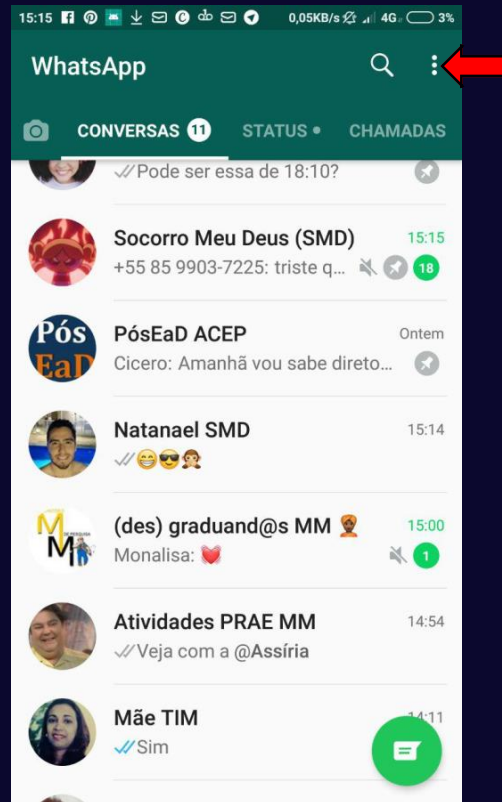 15:15 0,05KB/s 4G 3%
WhatsApp
CONVERSAS 11 STATUS • CHAMADAS
Pode ser essa de 18:10?
Socorro Meu Deus (SMD) 15:15
+55 85 9903-7225: triste q... 18
Pós
EaD
PósEaD ACEP Ontem
Cicero: Amanhã vou sabe direto...
Natanael SMD 15:14
😁😎🙊
M
M
(des) graduand@s MM 👳🏾 15:00
Monalisa: 💓 1
Atividades PRAE MM 14:54
Veja com a @Assíria
Mãe TIM 14:11
Sim